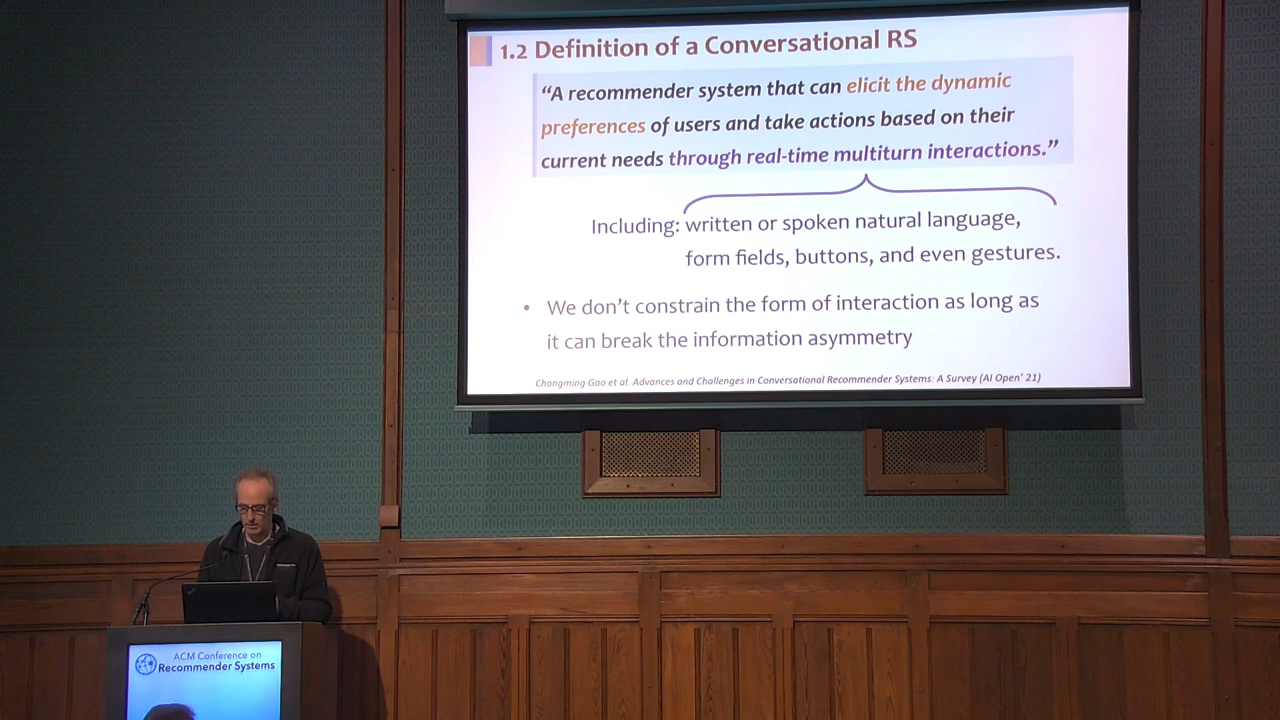 1.2 Definition of a Conversational RS
“A recommender system that can elicit the dynamic
preferences of users and take actions based on their
current needs through real-time multiturn interactions.”
Including: written or spoken natural language,
form fields, buttons, and even gestures.
• We don’t constrain the form of interaction as long as
it can break the information asymmetry
Chongming Gao et al. Advances and Challenges in Conversational Recommender Systems: A Survey (AI Open’ 21)
ACM Conference on
Recommender Systems